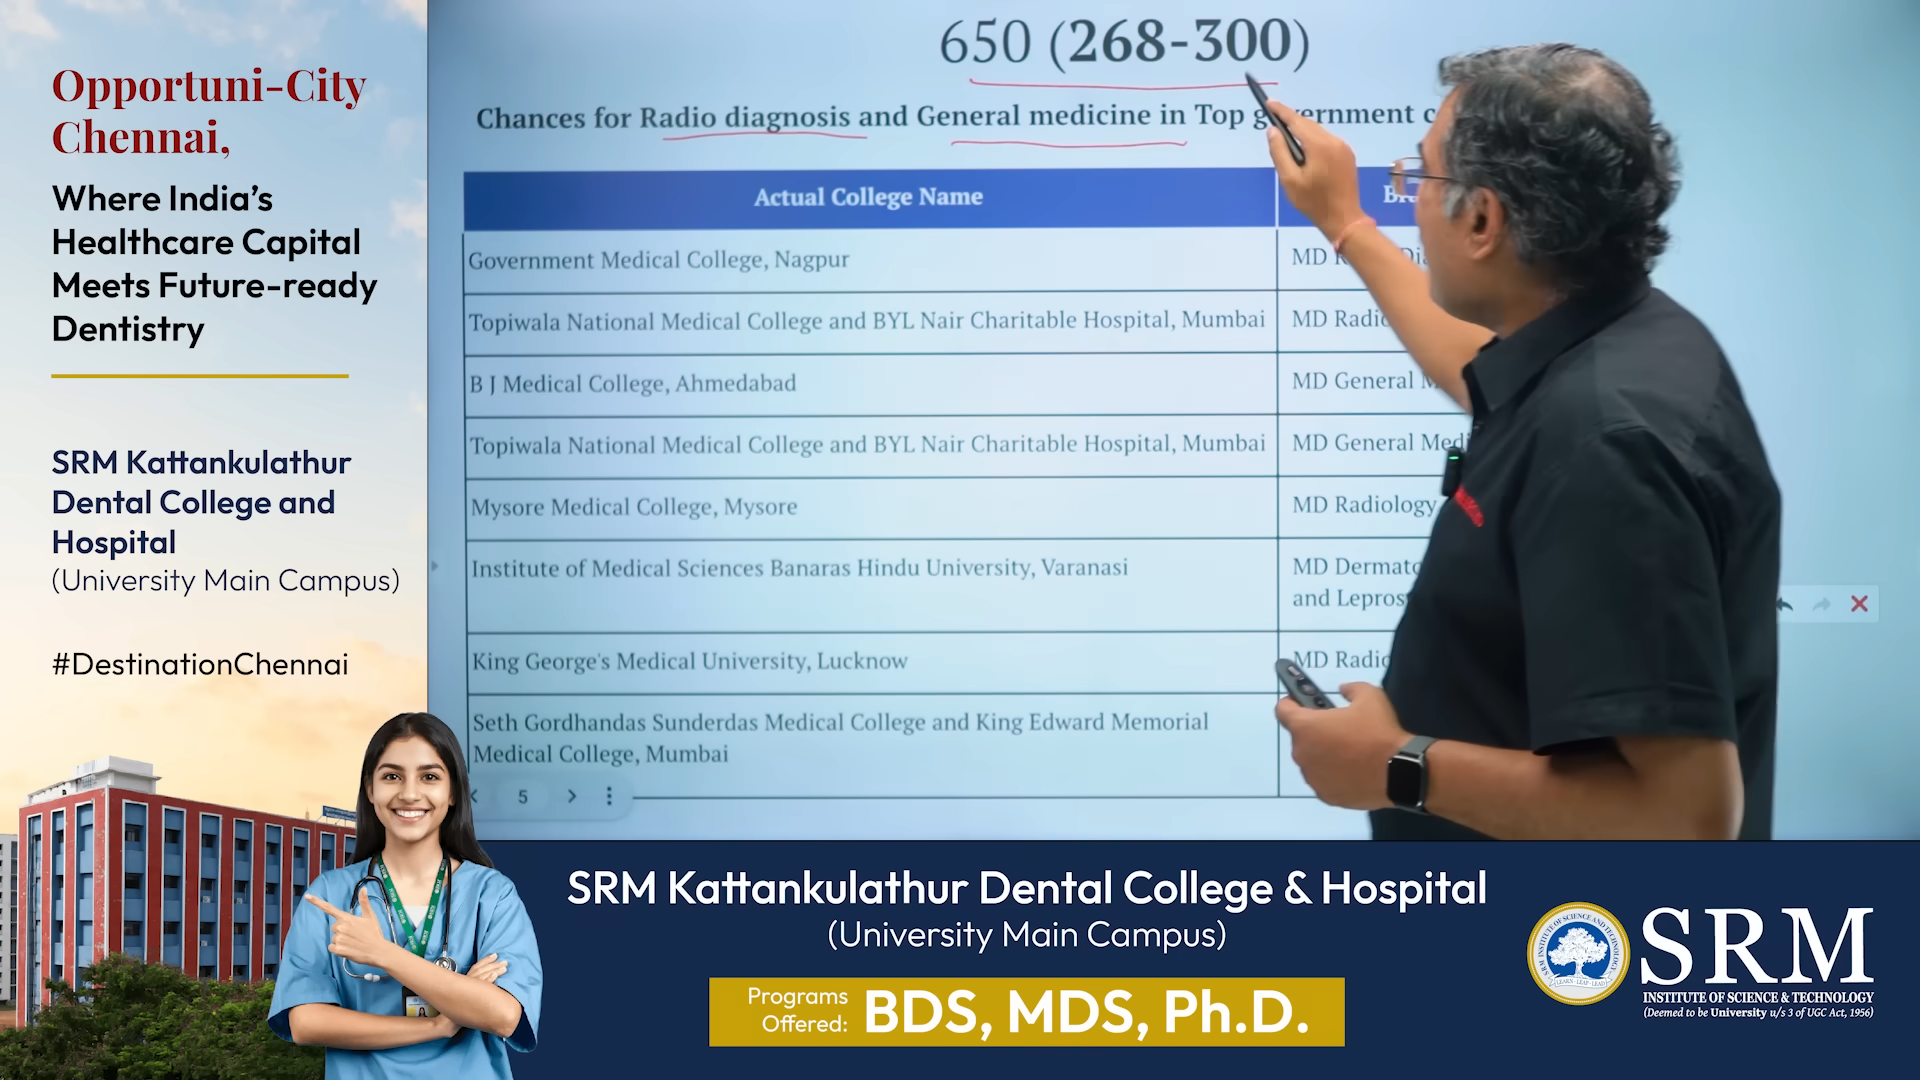 Opportuni-City
Chennai,
Where India's
Healthcare Capital
Meets Future-ready
Dentistry
SRM Kattankulathur
Dental College and
Hospital
(University Main Campus)
#DestinationChennai
650 (268-300)
Chances for Radio diagnosis and General medicine in Top
Actual College Name
Government Medical College, Nagpur
MD
Topiwala National Medical College and BYL Nair Charitable Hospital, Mumbai
MD
B J Medical College, Ahmedabad
MD General
Topiwala National Medical College and BYL Nair Charitable Hospital, Mumbai
MD General
Mysore Medical College, Mysore
MD Radiology
Institute of Medical Sciences Banaras Hindu University, Varanasi
MD
and
King George's Medical University, Lucknow
MD
Seth Gordhandas Sunderdas Medical College and King Edward Memorial
Medical College, Mumbai
5
SRM Kattankulathur Dental College & Hospital
(University Main Campus)
Programs
Offered:
BDS, MDS, Ph.D.
SRM
INSTITUTE OF SCIENCE & TECHNOLOGY
(Deemed to be University u/s 3 of UGC Act, 1956)